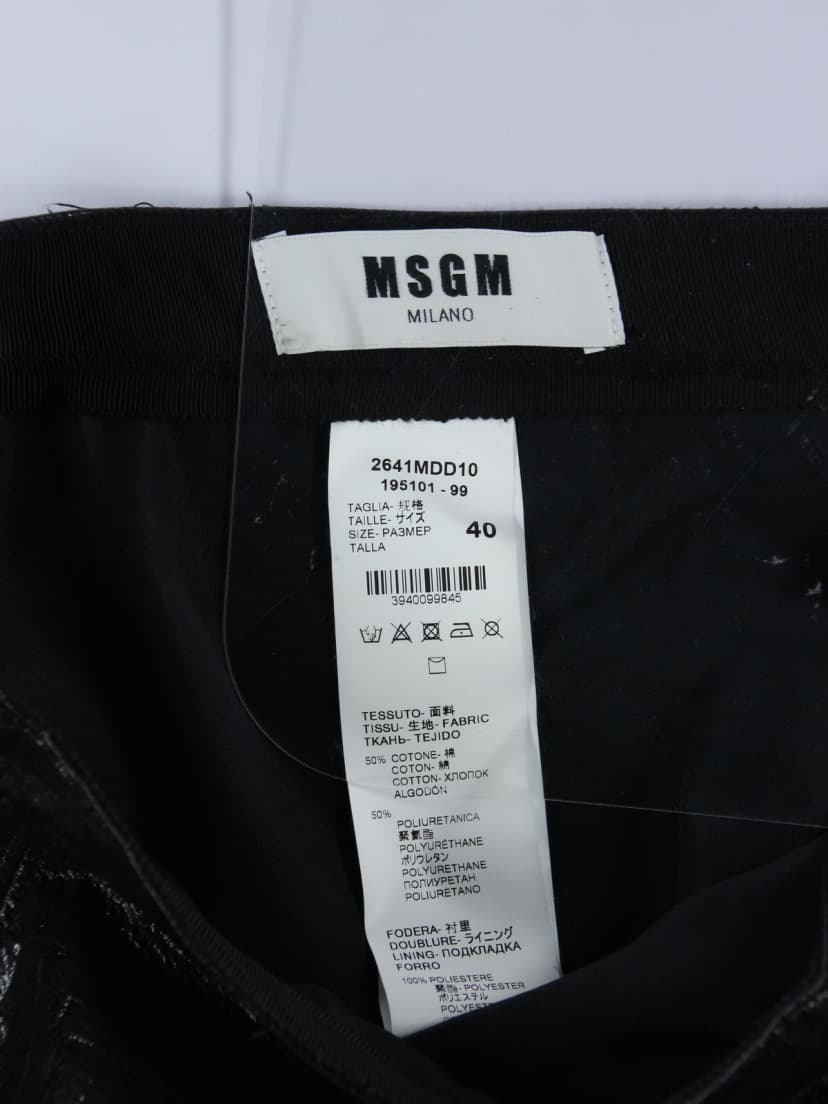 MSGM
MILANO
2641MDD10
195101 - 99
TAGLIA- 规格
TAILLE- サイズ
SIZE- РАЗМЕР
TALLA
40
3940099845
TESSUTO- 面料
TISSU- 生地- FABRIC
ТКАНЬ- TEJIDO
50% COTONE- 棉
COTON- 綿
COTTON- ХЛОПОК
ALGODÓN
50%
POLIURETANICA
聚氨酯
POLYURÉTHANE
ポリウレタン
POLYURETHANE
ПОЛИУРЕТАН
POLIURETANO
FODERA- 衬里
DOUBLURE- ライニング
LINING- ПОДКЛАДКА
FORRO
100% POLIESTERE
聚酯- POLYESTER
ポリエステル